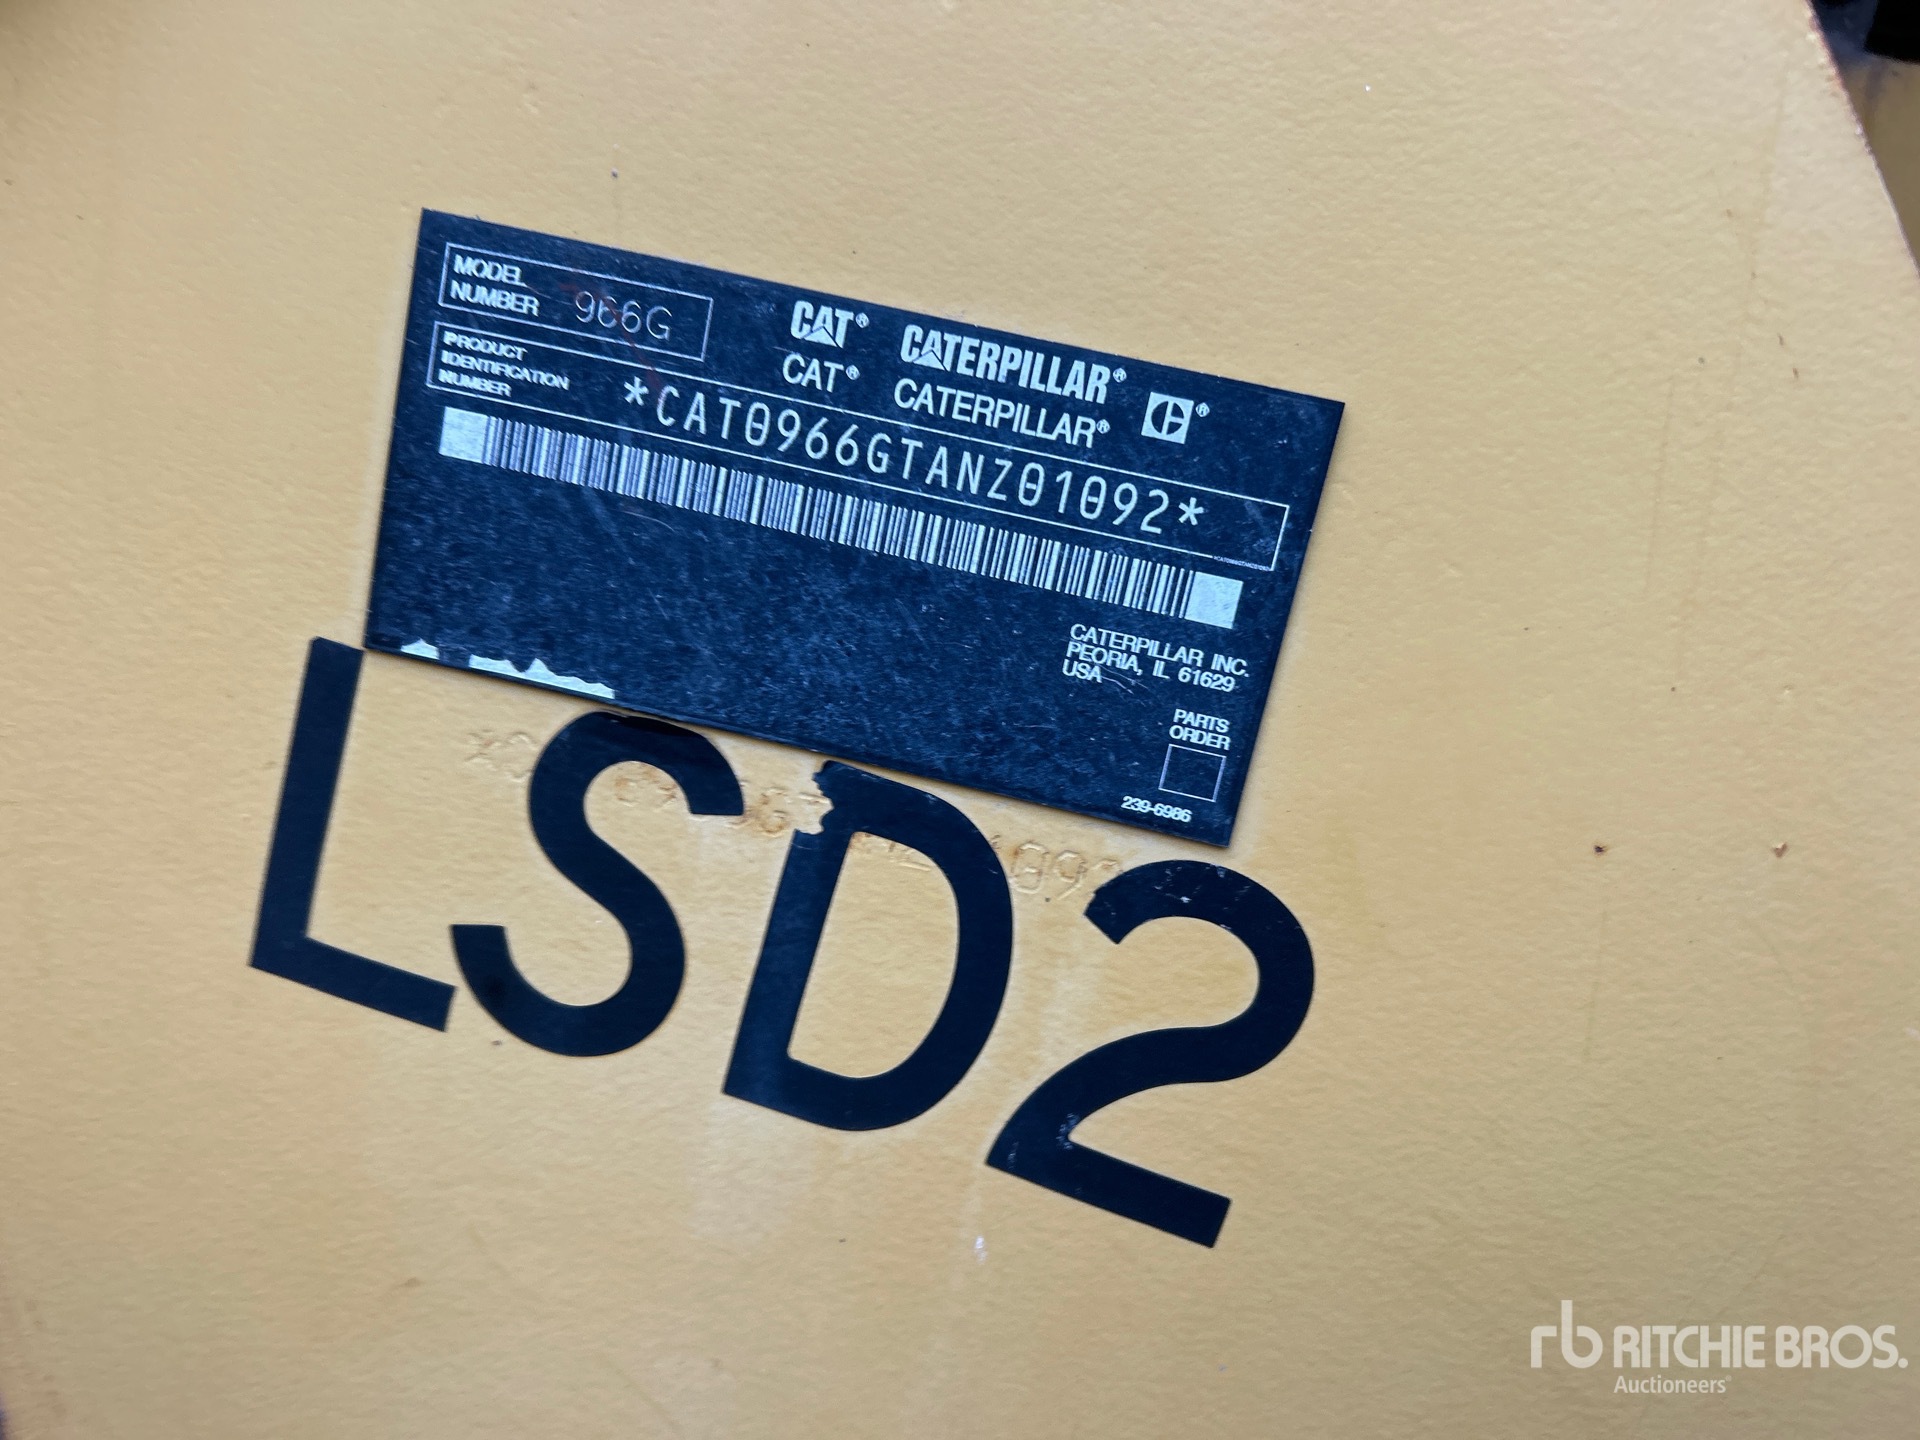 MODEL
NUMBER 966G
CAT® CATERPILLAR®
CAT® CATERPILLAR®
PRODUCT
IDENTIFICATION
NUMBER
*CAT0966GTANZ01092*
CATERPILLAR INC.
PEORIA, IL 61629
USA
PARTS
ORDER
239-6986
LSD2
rb RITCHIE BROS.
Auctioneers